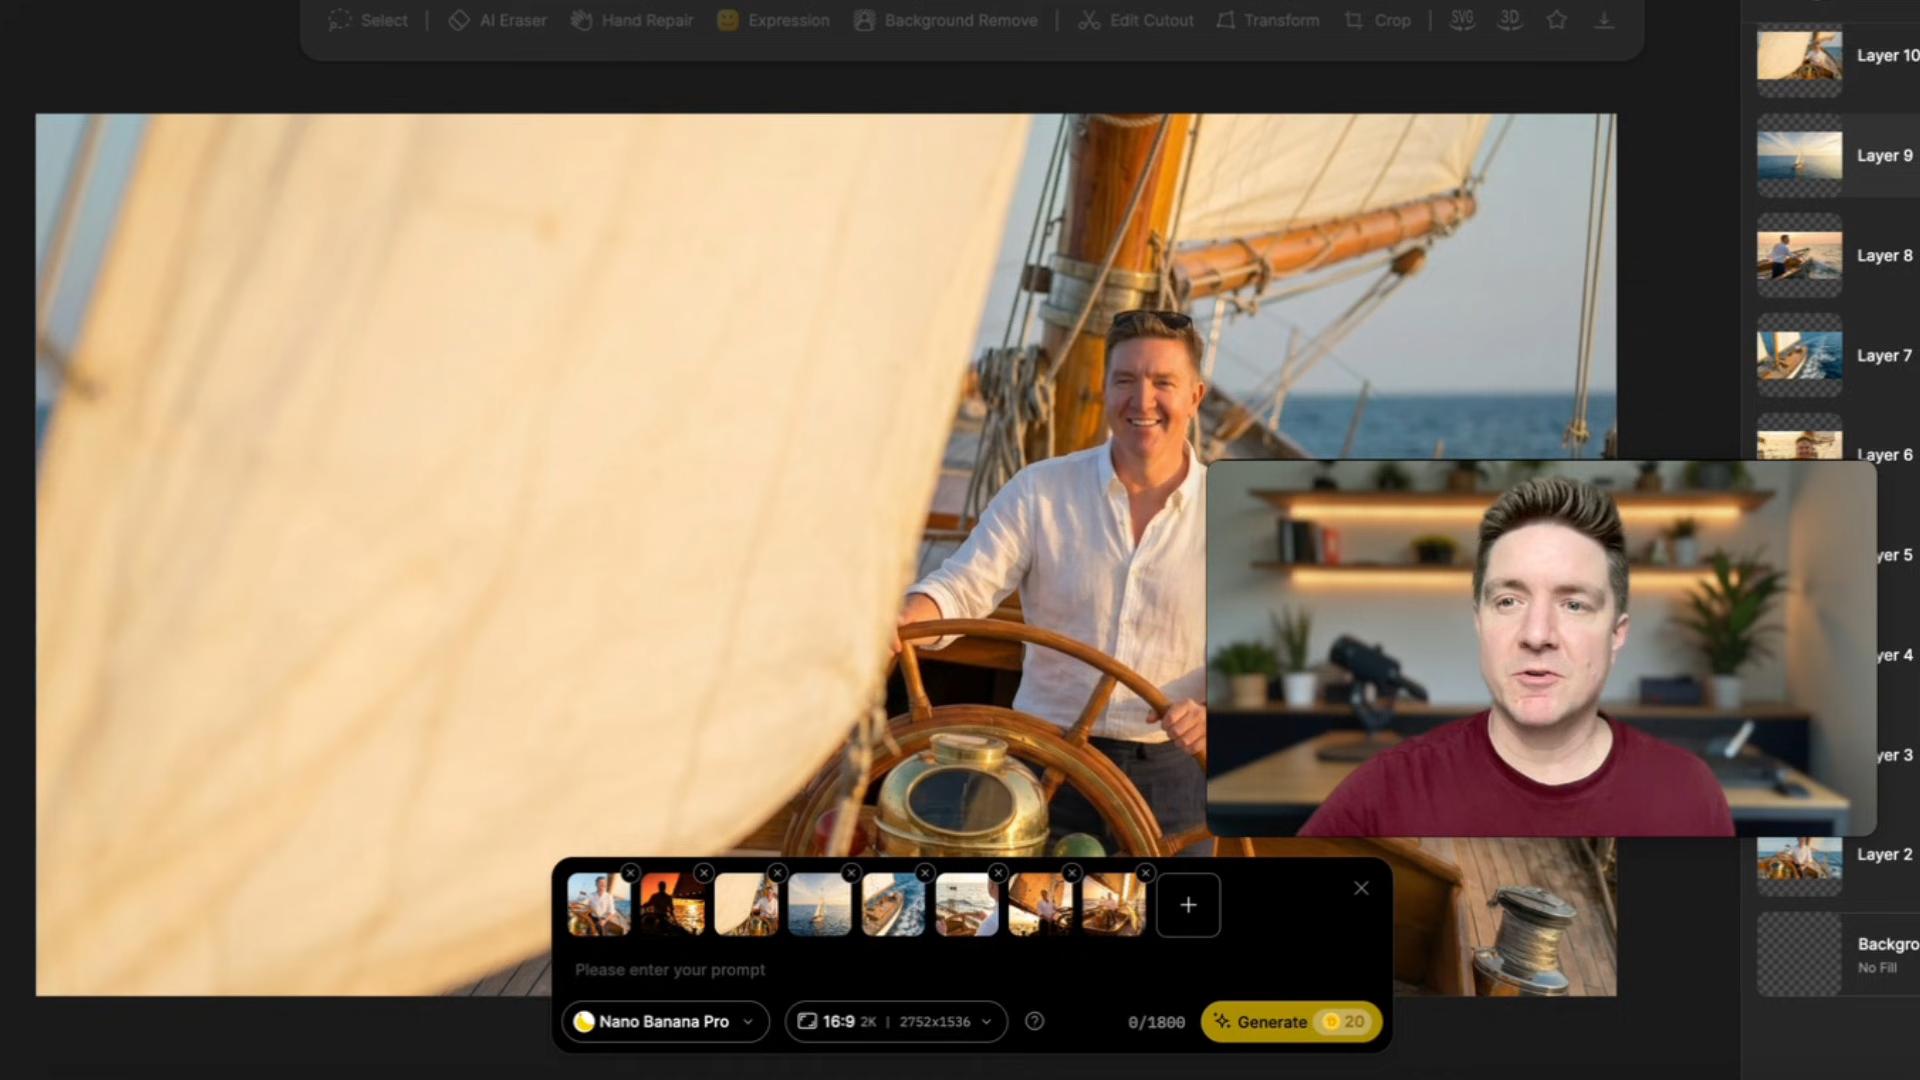 Select | AI Eraser Hand Repair Expression Background Remove | Edit Cutout Transform Crop | SVG 3D
Layer 10
Layer 9
Layer 8
Layer 7
Layer 6
yer 5
yer 4
yer 3
Layer 2
Backgro
No Fill
Please enter your prompt
Nano Banana Pro
16:9 2K | 2752x1536
0/1800
Generate 20